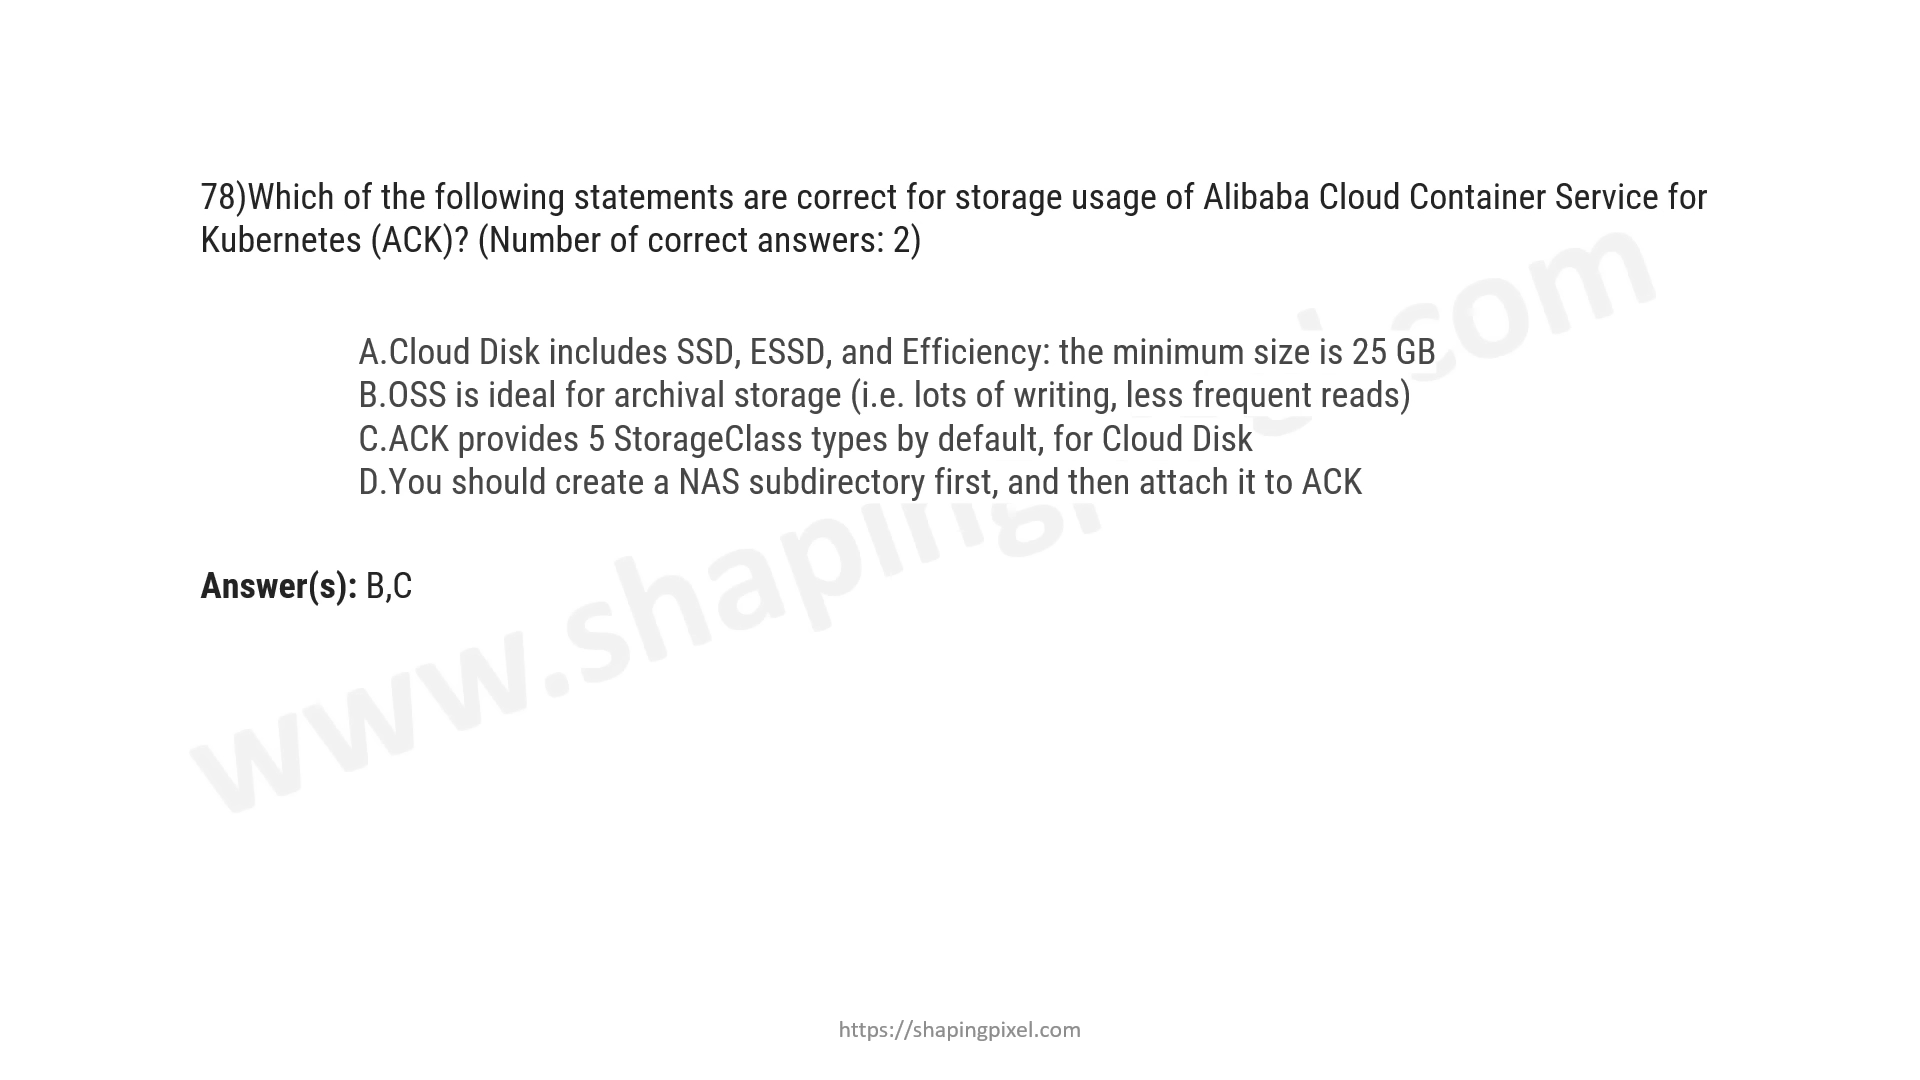 78)Which of the following statements are correct for storage usage of Alibaba Cloud Container Service for
Kubernetes (ACK)? (Number of correct answers: 2)
A.Cloud Disk includes SSD, ESSD, and Efficiency: the minimum size is 25 GB
B.OSS is ideal for archival storage (i.e. lots of writing, less frequent reads)
C.ACK provides 5 StorageClass types by default, for Cloud Disk
D.You should create a NAS subdirectory first, and then attach it to ACK
Answer(s): B,C
https://shapingpixel.com